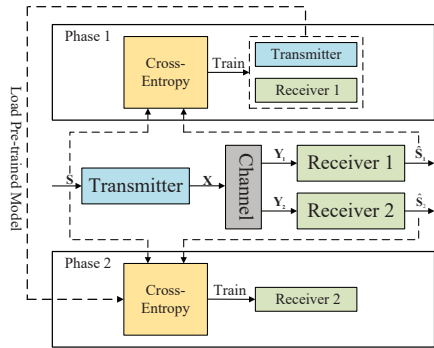 Phase 1
Cross-
Entropy
Train
Transmitter
Receiver 1
Load Pre-trained Model
S
Transmitter
X
Channel
Y₁
Receiver 1
Ŝ₁
Y₂
Receiver 2
Ŝ₂
Phase 2
Cross-
Entropy
Train
Receiver 2